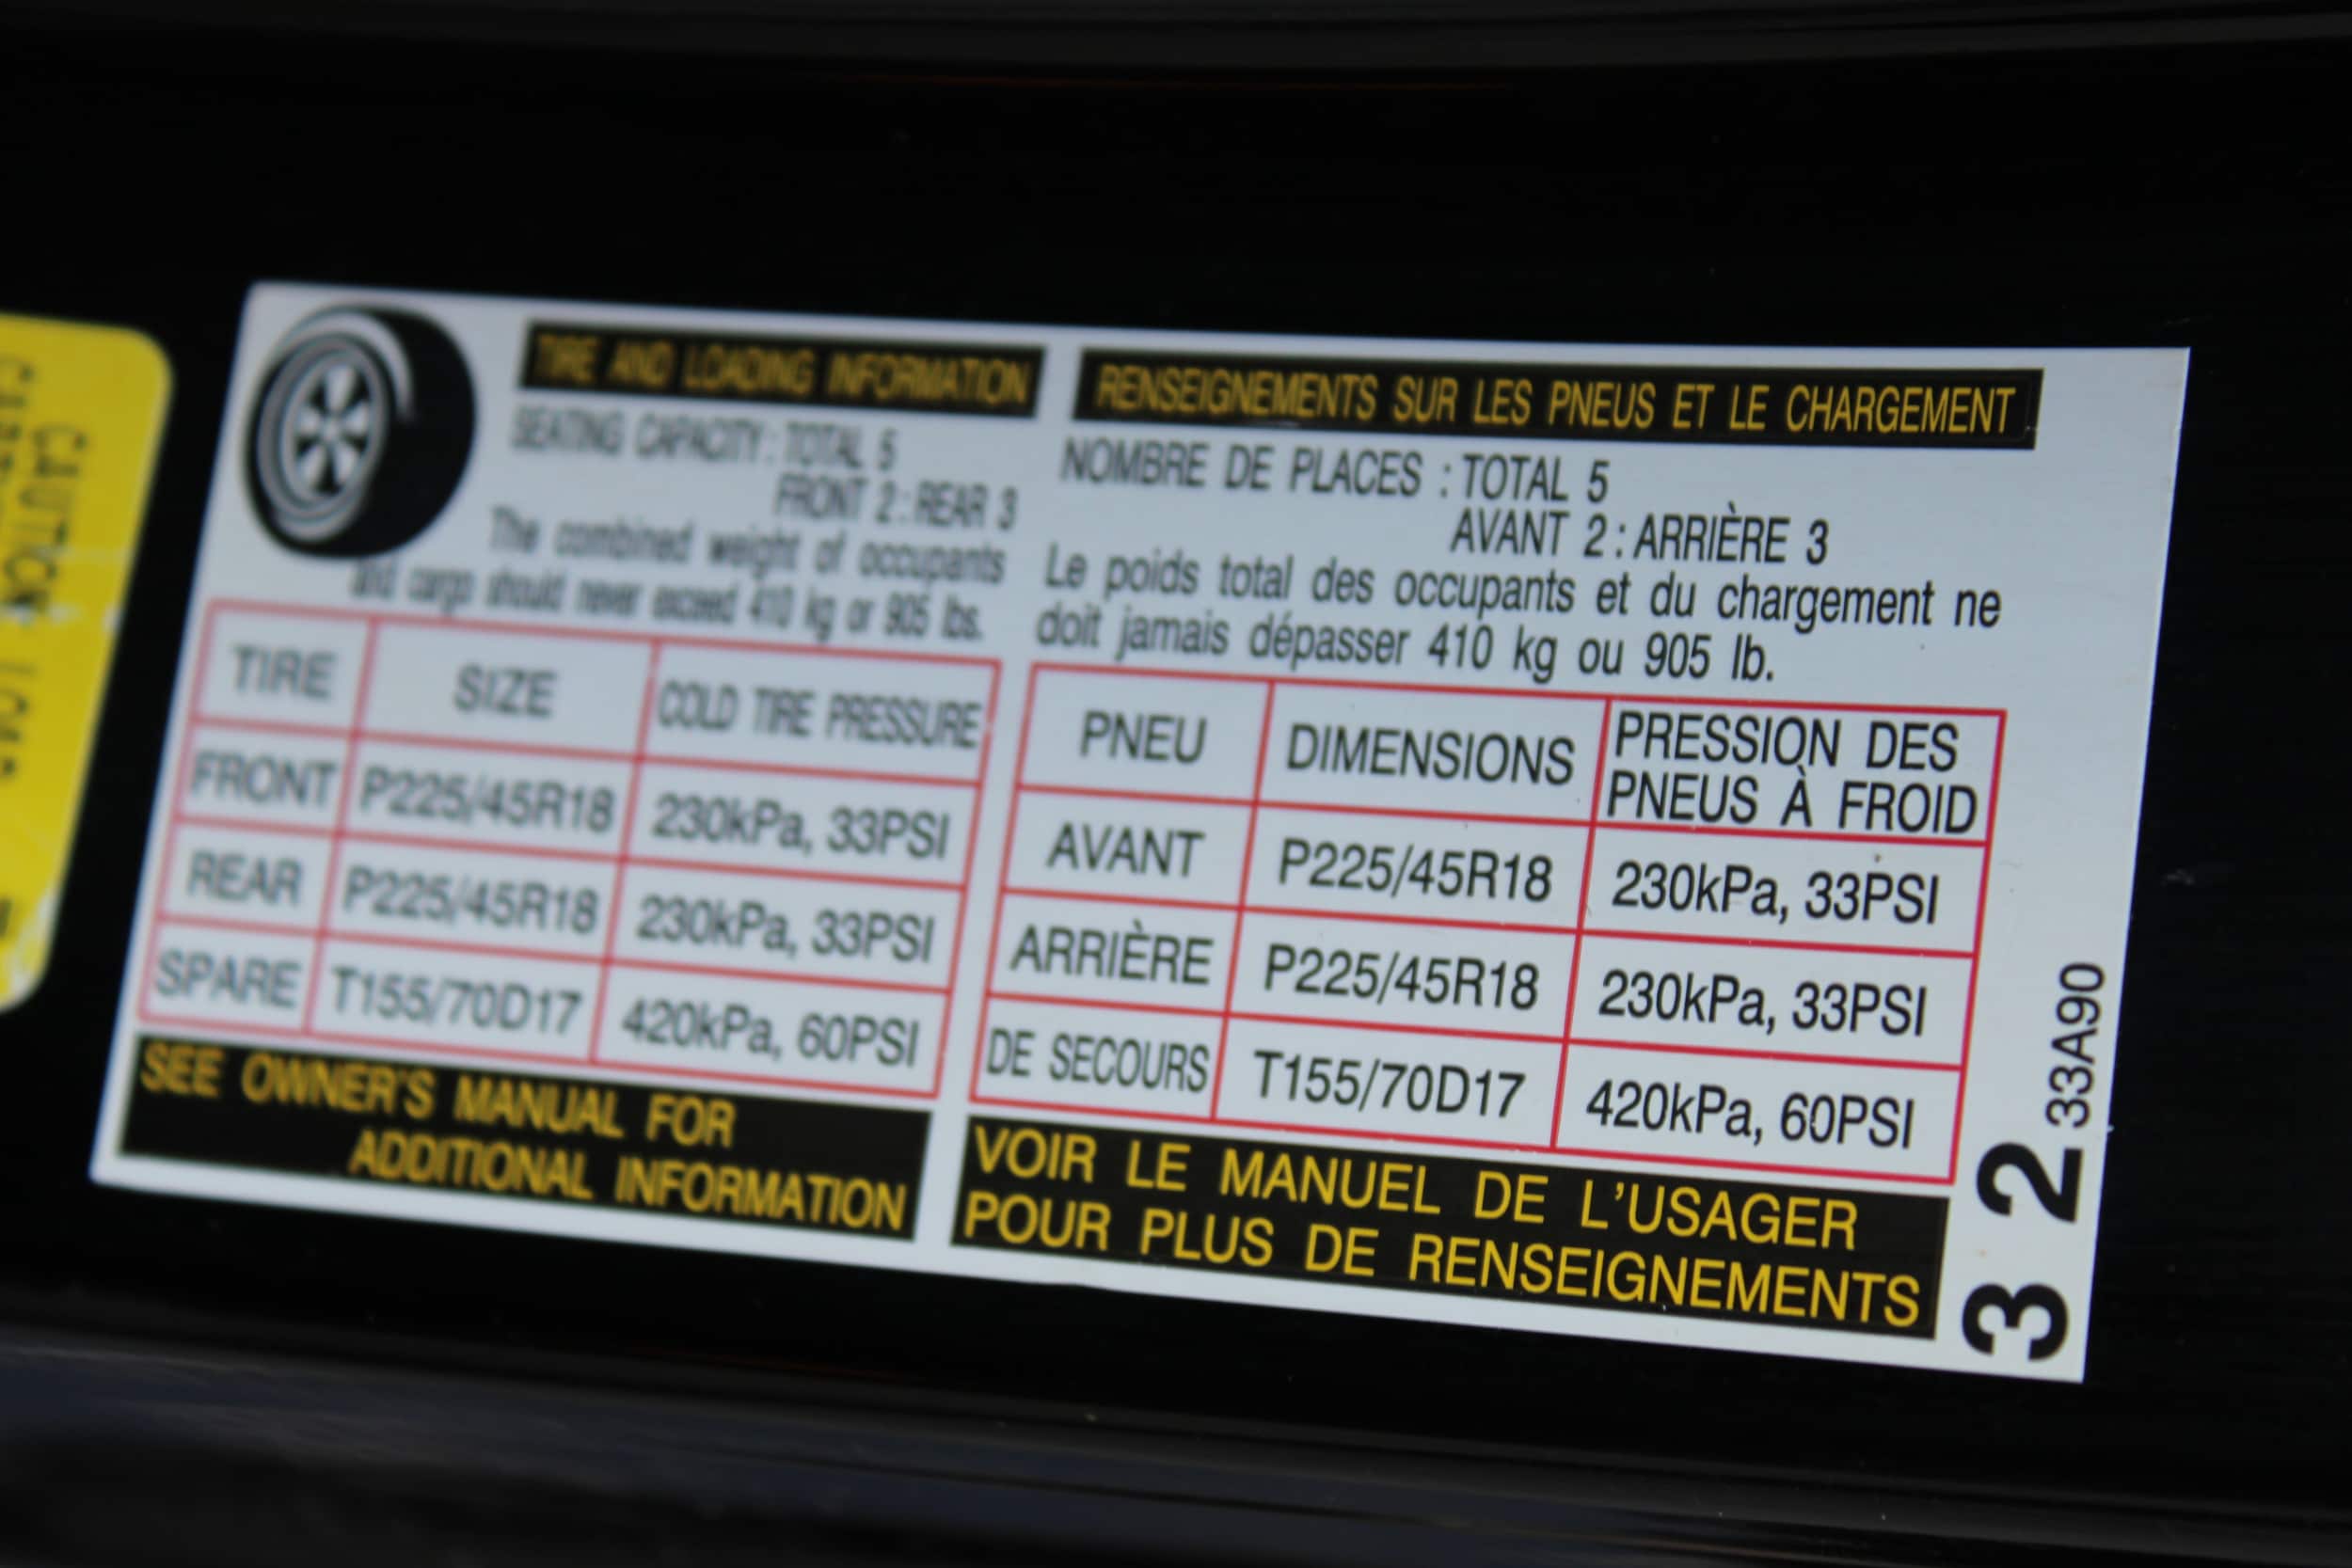 CAUTION
TIRE AND LOADING INFORMATION
SEATING CAPACITY : TOTAL 5
FRONT 2 : REAR 3
The combined weight of occupants
and cargo should never exceed 410 kg or 905 lbs.
TIRE SIZE COLD TIRE PRESSURE
FRONT P225/45R18 230kPa, 33PSI
REAR P225/45R18 230kPa, 33PSI
SPARE T155/70D17 420kPa, 60PSI
SEE OWNER'S MANUAL FOR
ADDITIONAL INFORMATION
RENSEIGNEMENTS SUR LES PNEUS ET LE CHARGEMENT
NOMBRE DE PLACES : TOTAL 5
AVANT 2 : ARRIÈRE 3
Le poids total des occupants et du chargement ne
doit jamais dépasser 410 kg ou 905 lb.
PNEU DIMENSIONS PRESSION DES
PNEUS À FROID
AVANT P225/45R18 230kPa, 33PSI
ARRIÈRE P225/45R18 230kPa, 33PSI
DE SECOURS T155/70D17 420kPa, 60PSI
VOIR LE MANUEL DE L'USAGER
POUR PLUS DE RENSEIGNEMENTS
3 2 33A90